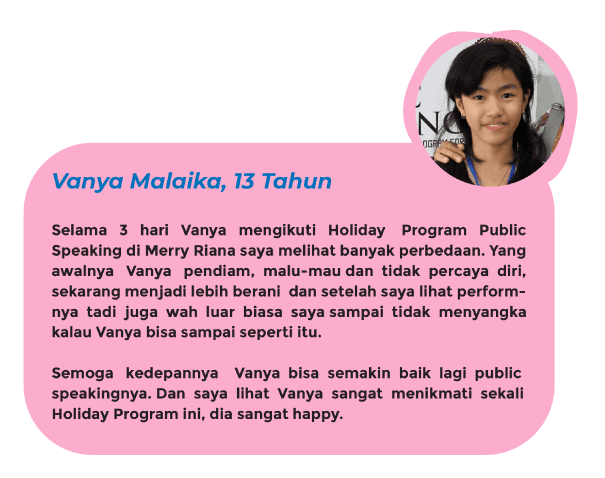 Vanya Malaika, 13 Tahun
Selama 3 hari Vanya mengikuti Holiday Program Public
Speaking di Merry Riana saya melihat banyak perbedaan. Yang
awalnya Vanya pendiam, malu-mau dan tidak percaya diri,
sekarang menjadi lebih berani dan setelah saya lihat perform-
nya tadi juga wah luar biasa saya sampai tidak menyangka
kalau Vanya bisa sampai seperti itu.
Semoga kedepannya Vanya bisa semakin baik lagi public
speakingnya. Dan saya lihat Vanya sangat menikmati sekali
Holiday Program ini, dia sangat happy.